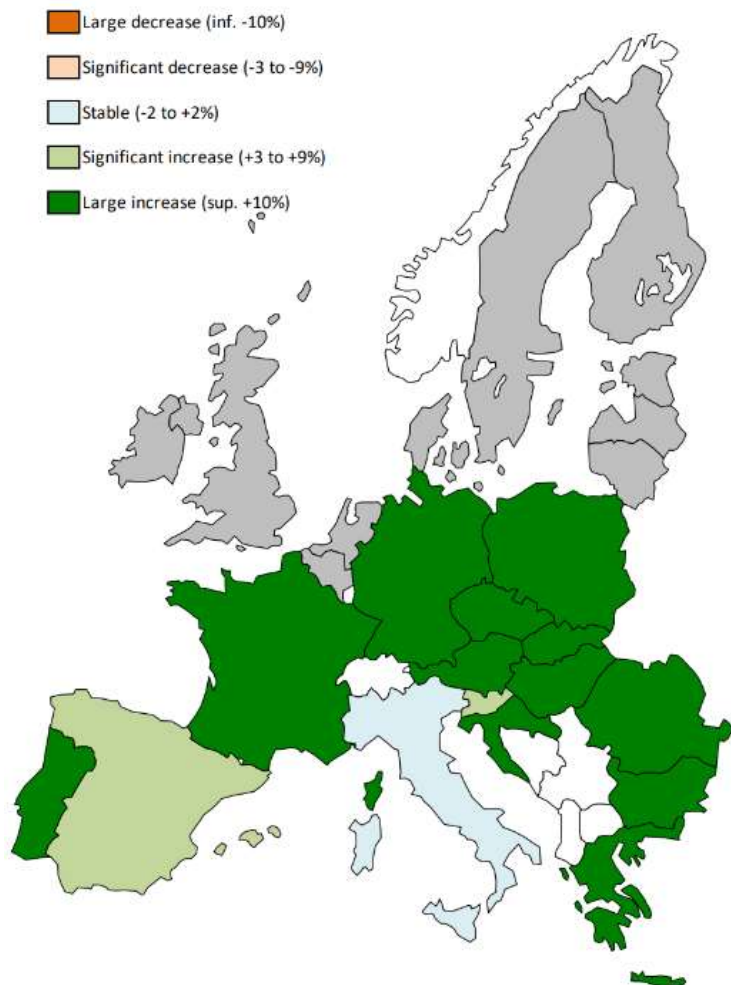 Large decrease (inf. -10%)
Significant decrease (-3 to -9%)
Stable (-2 to +2%)
Significant increase (+3 to +9%)
Large increase (sup. +10%)